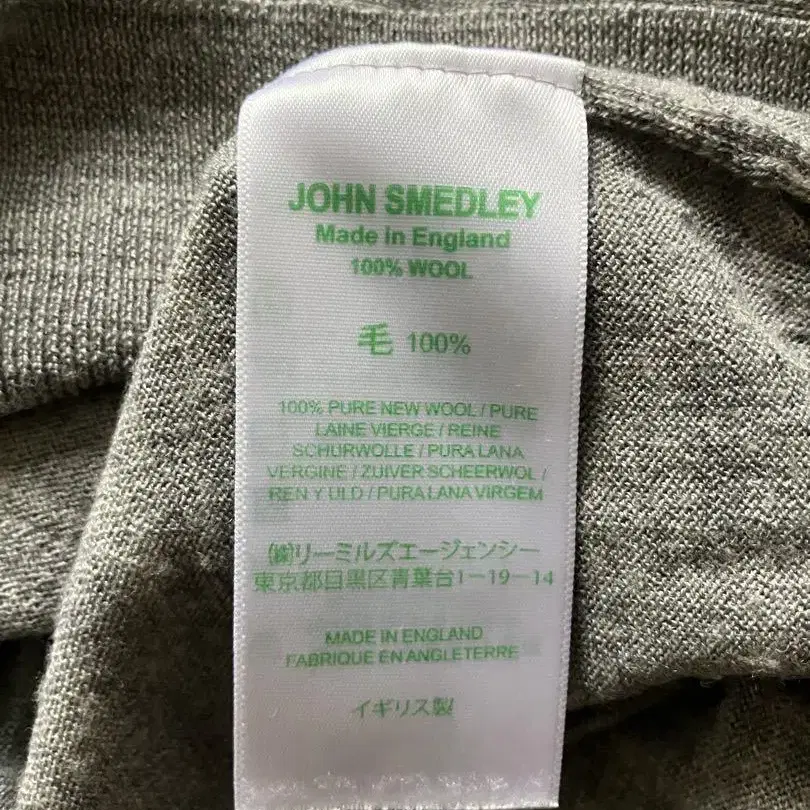 JOHN SMEDLEY
Made in England
100% WOOL
毛 100%
100% PURE NEW WOOL / PURE
LAINE VIERGE / REINE
SCHURWOLLE / PURA LANA
VERGINE / ZUIVER SCHEERWOL /
REN Y ULD / PURA LANA VIRGEM
㈱リーミルズエージェンシー
東京都目黒区青葉台1-19-14
MADE IN ENGLAND
FABRIQUE EN ANGLETERRE
イギリス製